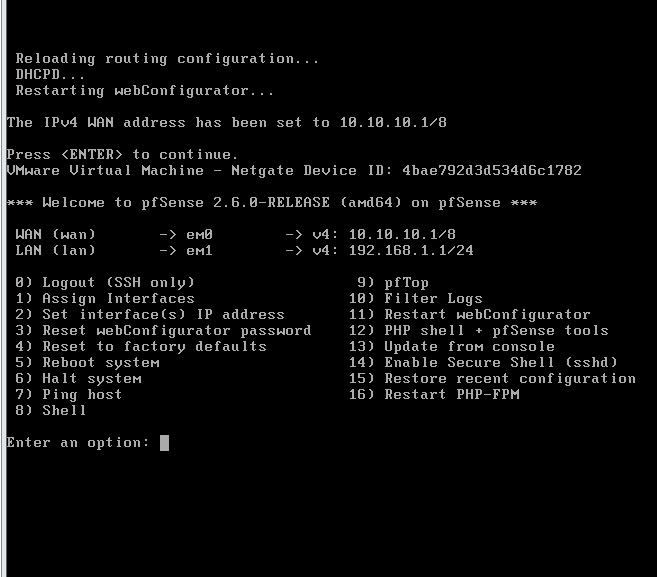 Reloading routing configuration...
DHCPD...
Restarting webConfigurator...
The IPv4 WAN address has been set to 10.10.10.1/8
Press <ENTER> to continue.
VMware Virtual Machine - Netgate Device ID: 4bae792d3d534d6c1782
*** Welcome to pfSense 2.6.0-RELEASE (amd64) on pfSense ***
WAN (wan) -> em0 -> v4: 10.10.10.1/8
LAN (lan) -> em1 -> v4: 192.168.1.1/24
0) Logout (SSH only) 9) pfTop
1) Assign Interfaces 10) Filter Logs
2) Set interface(s) IP address 11) Restart webConfigurator
3) Reset webConfigurator password 12) PHP shell + pfSense tools
4) Reset to factory defaults 13) Update from console
5) Reboot system 14) Enable Secure Shell (sshd)
6) Halt system 15) Restore recent configuration
7) Ping host 16) Restart PHP-FPM
8) Shell
Enter an option: